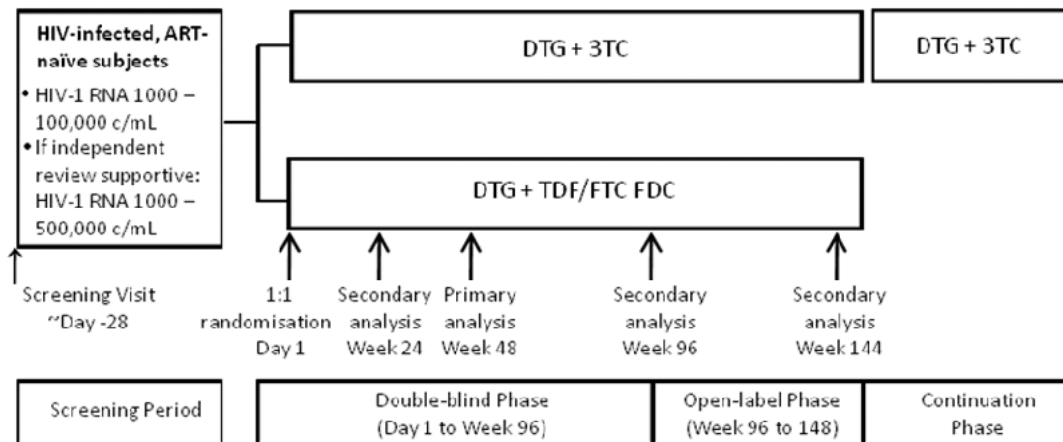 HIV-infected, ART-
naïve subjects
• HIV-1 RNA 1000 –
100,000 c/mL
• If independent
review supportive:
HIV-1 RNA 1000 –
500,000 c/mL
DTG + 3TC
DTG + 3TC
DTG + TDF/FTC FDC
Screening Visit
~Day -28
1:1
randomisation
Day 1
Secondary
analysis
Week 24
Primary
analysis
Week 48
Secondary
analysis
Week 96
Secondary
analysis
Week 144
Screening Period
Double-blind Phase
(Day 1 to Week 96)
Open-label Phase
(Week 96 to 148)
Continuation
Phase